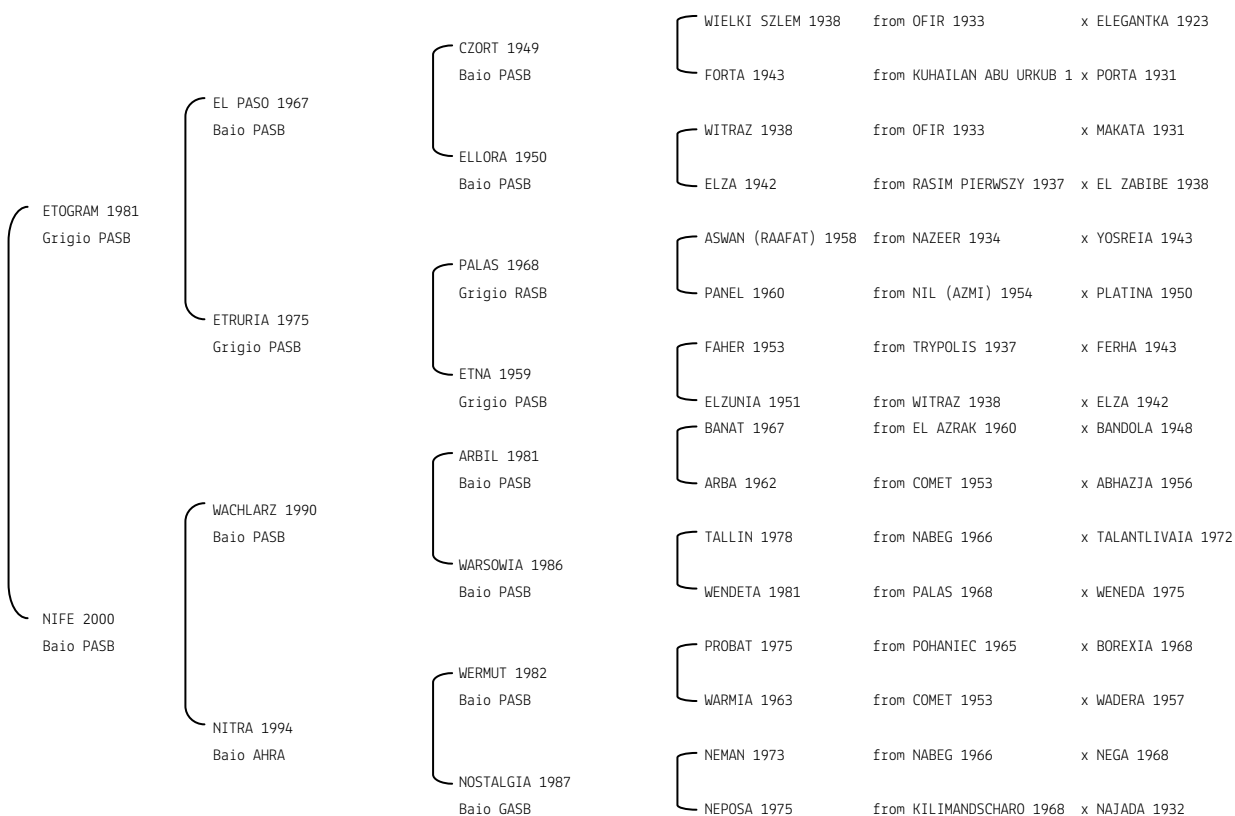 WIELKI SZLEM 1938 from OFIR 1933 x ELEGANTKA 1923
CZORT 1949
Baio PASB
FORTA 1943 from KUHAILAN ABU URKUB 1 x PORTA 1931
EL PASO 1967
Baio PASB
WITRAZ 1938 from OFIR 1933 x MAKATA 1931
ELLORA 1950
Baio PASB
ELZA 1942 from RASIM PIERWSZY 1937 x EL ZABIBE 1938
ETOGRAM 1981
Grigio PASB
ASWAN (RAAFAT) 1958 from NAZEER 1934 x YOSREIA 1943
PALAS 1968
Grigio RASB
PANEL 1960 from NIL (AZMI) 1954 x PLATINA 1950
ETRURIA 1975
Grigio PASB
FAHER 1953 from TRYPOLIS 1937 x FERHA 1943
ETNA 1959
Grigio PASB
ELZUNIA 1951 from WITRAZ 1938 x ELZA 1942
BANAT 1967 from EL AZRAK 1960 x BANDOLA 1948
ARBIL 1981
Baio PASB
ARBA 1962 from COMET 1953 x ABHAZJA 1956
WACHLARZ 1990
Baio PASB
TALLIN 1978 from NABEG 1966 x TALANTLIVAIA 1972
WARSOWIA 1986
Baio PASB
WENDETA 1981 from PALAS 1968 x WENEDA 1975
NIFE 2000
Baio PASB
PROBAT 1975 from POHANIEC 1965 x BOREXIA 1968
WERMUT 1982
Baio PASB
WARMIA 1963 from COMET 1953 x WADERA 1957
NITRA 1994
Baio AHRA
NEMAN 1973 from NABEG 1966 x NEGA 1968
NOSTALGIA 1987
Baio GASB
NEPOSA 1975 from KILIMANDSCHARO 1968 x NAJADA 1932